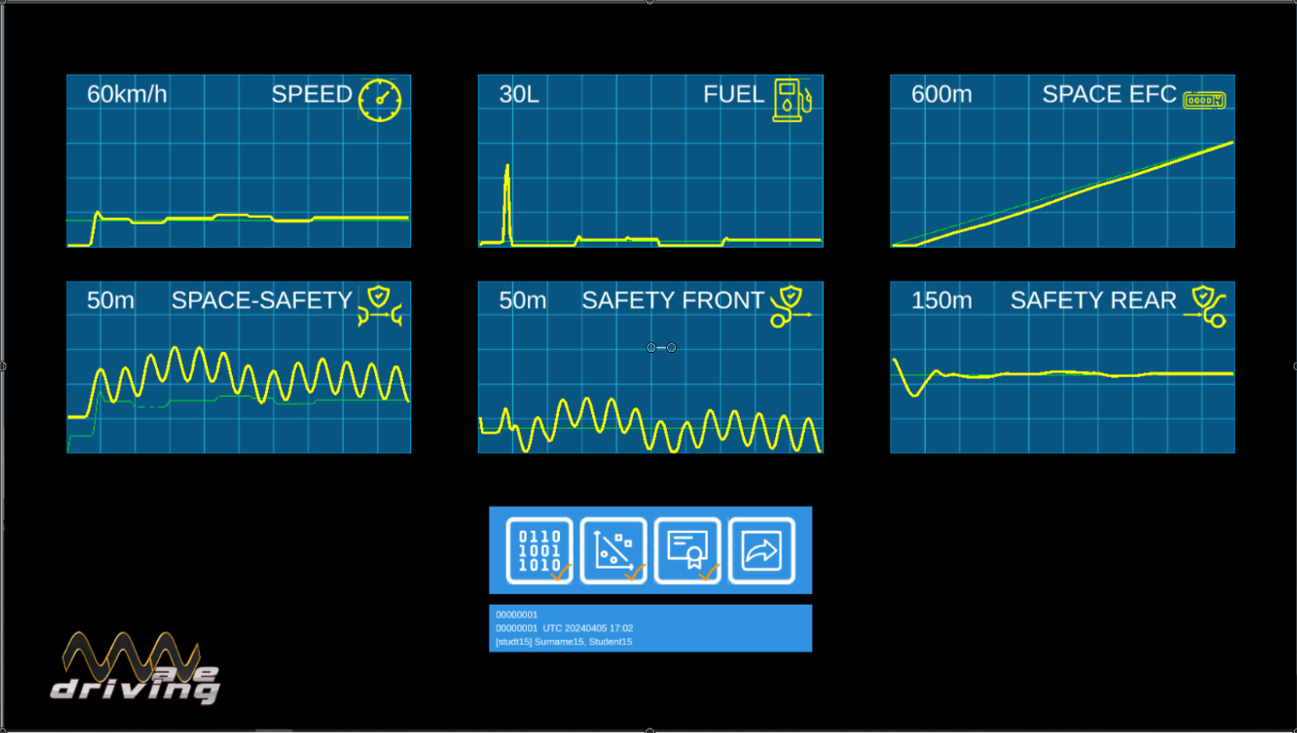 60km/h SPEED
30L FUEL
600m SPACE EFC
50m SPACE-SAFETY
50m SAFETY FRONT
150m SAFETY REAR
0110
1001
1010
00000001
00000001 UTC 20240405 17:02
[studt15] Surname15, Student15
driving